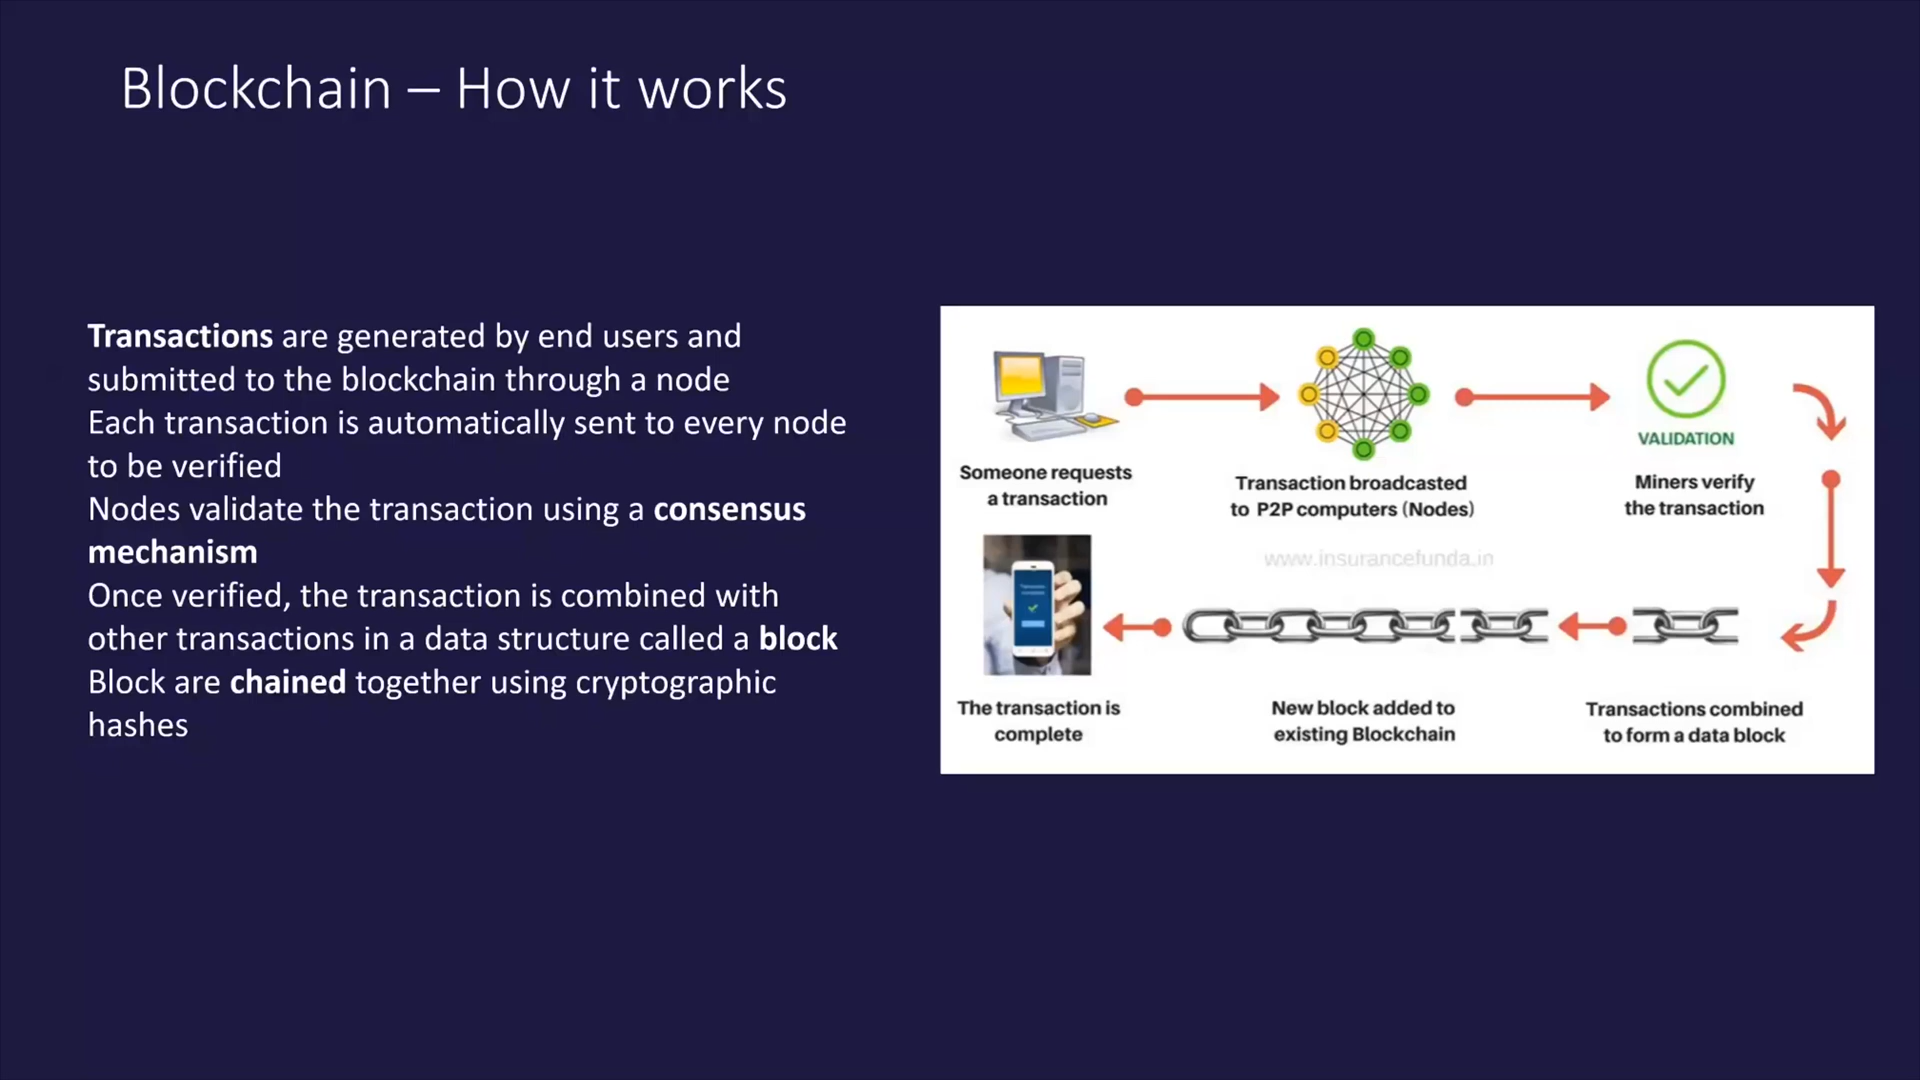 Blockchain – How it works
Transactions are generated by end users and
submitted to the blockchain through a node
Each transaction is automatically sent to every node
to be verified
Nodes validate the transaction using a consensus
mechanism
Once verified, the transaction is combined with
other transactions in a data structure called a block
Block are chained together using cryptographic
hashes
Someone requests
a transaction
Transaction broadcasted
to P2P computers (Nodes)
VALIDATION
Miners verify
the transaction
www.insurancefunda.in
The transaction is
complete
New block added to
existing Blockchain
Transactions combined
to form a data block